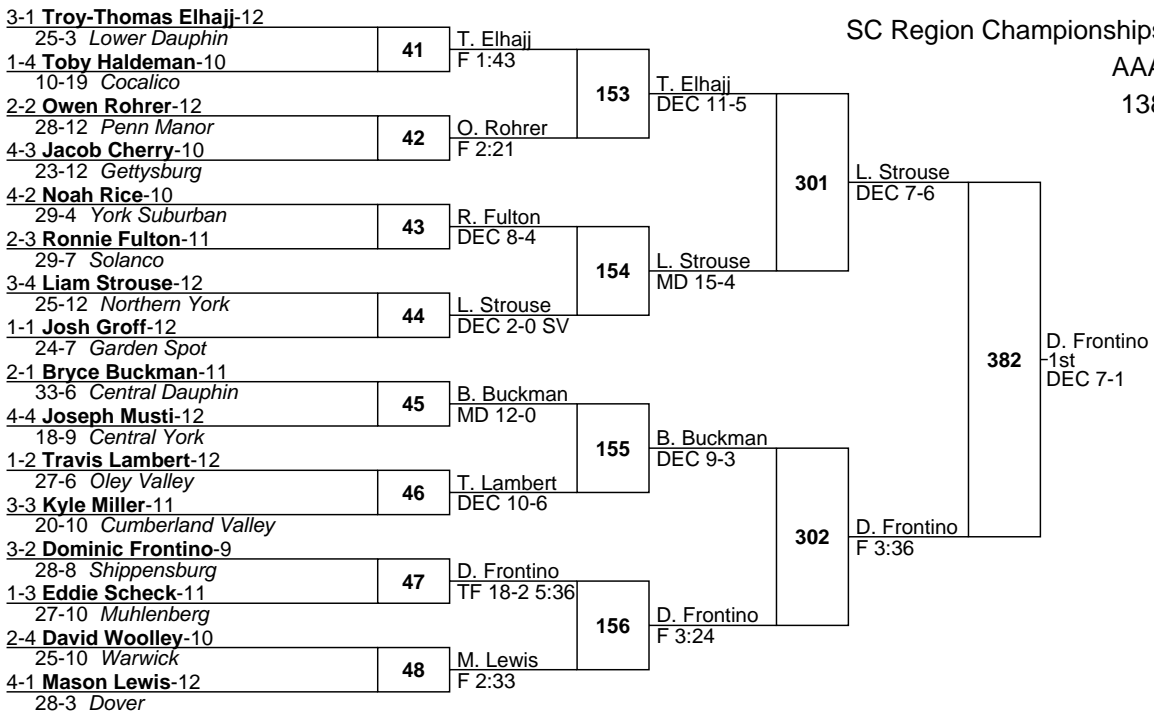 SC Region Championships
AAA
138
3-1 Troy-Thomas Elhajj-12
25-3 Lower Dauphin
1-4 Toby Haldeman-10
10-19 Cocalico
2-2 Owen Rohrer-12
28-12 Penn Manor
4-3 Jacob Cherry-10
23-12 Gettysburg
4-2 Noah Rice-10
29-4 York Suburban
2-3 Ronnie Fulton-11
29-7 Solanco
3-4 Liam Strouse-12
25-12 Northern York
1-1 Josh Groff-12
24-7 Garden Spot
2-1 Bryce Buckman-11
33-6 Central Dauphin
4-4 Joseph Musti-12
18-9 Central York
1-2 Travis Lambert-12
27-6 Oley Valley
3-3 Kyle Miller-11
20-10 Cumberland Valley
3-2 Dominic Frontino-9
28-8 Shippensburg
1-3 Eddie Scheck-11
27-10 Muhlenberg
2-4 David Woolley-10
25-10 Warwick
4-1 Mason Lewis-12
28-3 Dover
41
42
43
44
45
46
47
48
T. Elhajj
F 1:43
O. Rohrer
F 2:21
R. Fulton
DEC 8-4
L. Strouse
DEC 2-0 SV
B. Buckman
MD 12-0
T. Lambert
DEC 10-6
D. Frontino
TF 18-2 5:36
M. Lewis
F 2:33
153
154
155
156
T. Elhajj
DEC 11-5
L. Strouse
MD 15-4
B. Buckman
DEC 9-3
D. Frontino
F 3:24
301
302
L. Strouse
DEC 7-6
D. Frontino
F 3:36
382
D. Frontino
1st
DEC 7-1